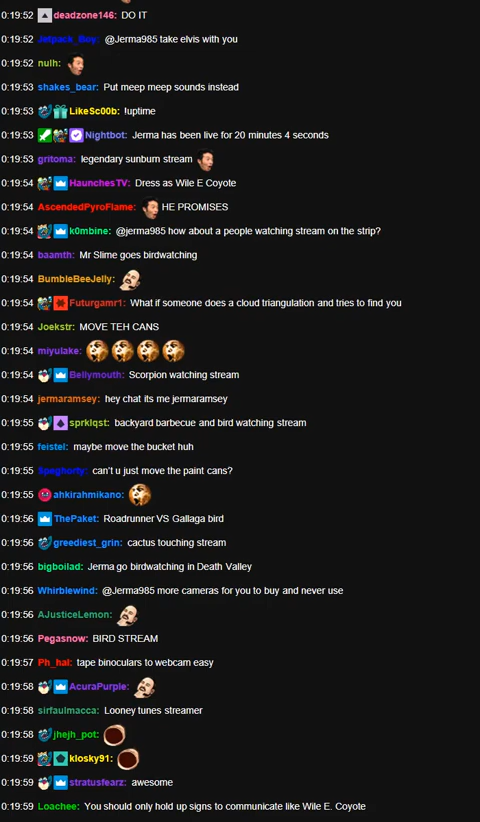 0:19:52 deadzone146: DO IT
0:19:52 Jetpack_Boy: @Jerma985 take elvis with you
0:19:52 nulh:
0:19:53 shakes_bear: Put meep meep sounds instead
0:19:53 LikeSc00b: !uptime
0:19:53 Nightbot: Jerma has been live for 20 minutes 4 seconds
0:19:53 gritoma: legendary sunburn stream
0:19:54 HaunchesTV: Dress as Wile E Coyote
0:19:54 AscendedPyroFlame: HE PROMISES
0:19:54 k0mbine: @jerma985 how about a people watching stream on the strip?
0:19:54 baamth: Mr Slime goes birdwatching
0:19:54 BumbleBeeJelly:
0:19:54 Futurgamr1: What if someone does a cloud triangulation and tries to find you
0:19:54 Joekstr: MOVE TEH CANS
0:19:54 miyulake:
0:19:54 Bellymouth: Scorpion watching stream
0:19:54 jermaramsey: hey chat its me jermaramsey
0:19:55 sprklqst: backyard barbecue and bird watching stream
0:19:55 feistel: maybe move the bucket huh
0:19:55 Spaghorty: can't u just move the paint cans?
0:19:55 ahkirahmikano:
0:19:56 ThePaket: Roadrunner VS Gallaga bird
0:19:56 greediest_grin: cactus touching stream
0:19:56 bigboilad: Jerma go birdwatching in Death Valley
0:19:56 Whirblewind: @Jerma985 more cameras for you to buy and never use
0:19:56 AJusticeLemon:
0:19:56 Pegasnow: BIRD STREAM
0:19:57 Ph_hal: tape binoculars to webcam easy
0:19:58 AcuraPurple:
0:19:58 sirfaulmacca: Looney tunes streamer
0:19:58 jhejh_pot:
0:19:59 klosky91:
0:19:59 stratusfearz: awesome
0:19:59 Loachee: You should only hold up signs to communicate like Wile E. Coyote